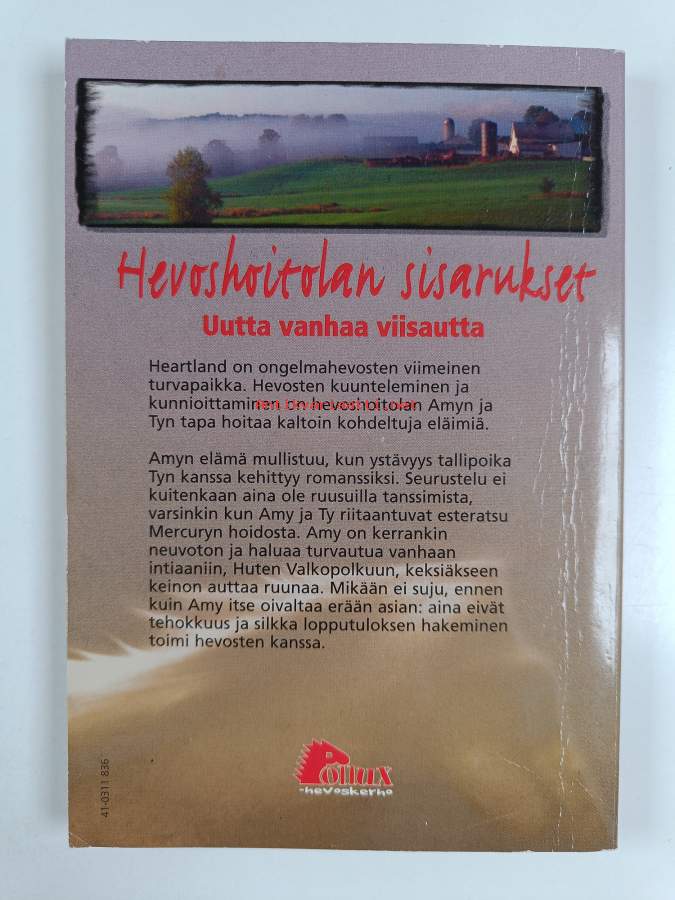 Hevoshoitolan sisarukset
Uutta vanhaa viisautta
Heartland on ongelmahevosten viimeinen
turvapaikka. Hevosten kuunteleminen ja
kunnioittaminen on hevoshoitolan Amyn ja
Tyn tapa hoitaa kaltoin kohdeltuja eläimiä.
Amyn elämä mullistuu, kun ystävyys tallipoika
Tyn kanssa kehittyy romanssiksi. Seurustelu ei
kuitenkaan aina ole ruusuilla tanssimista,
varsinkin kun Amy ja Ty riitaantuvat esteratsu
Mercuryn hoidosta. Amy on kerrankin
neuvoton ja haluaa turvautua vanhaan
intiaaniin, Huten Valkopolkuun, keksiäkseen
keinon auttaa ruunaa. Mikään ei suju, ennen
kuin Amy itse oivaltaa erään asian: aina eivät
tehokkuus ja silkka lopputuloksen hakeminen
toimi hevosten kanssa.
Pollux
-hevoskerho
41-0311 836